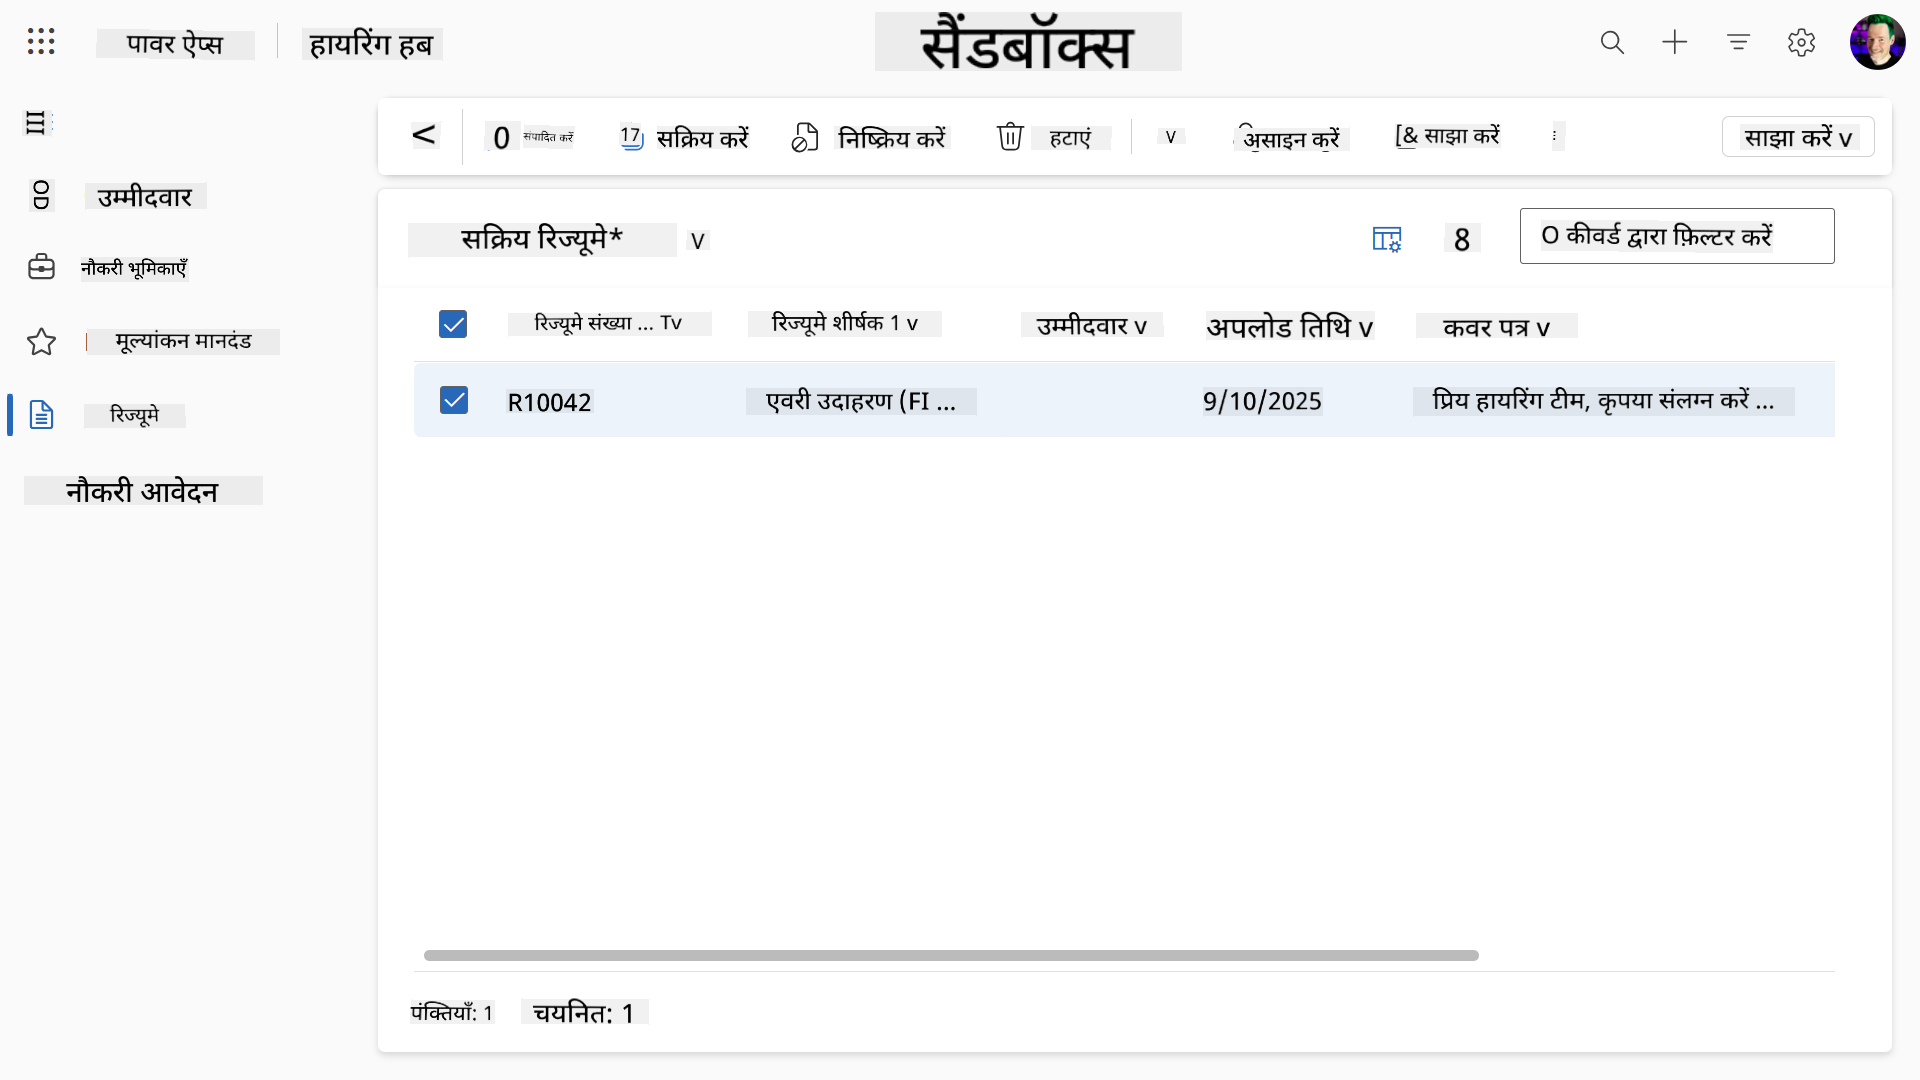 पावर ऐप्स
हायरिंग हब
सैंडबॉक्स
उम्मीदवार
नौकरी भूमिकाएँ
मूल्यांकन मानदंड
रिज्यूमे
नौकरी आवेदन
<
0 संपादित करें
17 सक्रिय करें
निष्क्रिय करें
हटाएं
v
असाइन करें
[& साझा करें
साझा करें v
सक्रिय रिज्यूमे* v
8
O कीवर्ड द्वारा फ़िल्टर करें
रिज्यूमे संख्या ... Tv
रिज्यूमे शीर्षक 1 v
उम्मीदवार v
अपलोड तिथि v
कवर पत्र v
R10042
एवरी उदाहरण (FI ...
9/10/2025
प्रिय हायरिंग टीम, कृपया संलग्न करें ...
पंक्तियाँ: 1
चयनित: 1